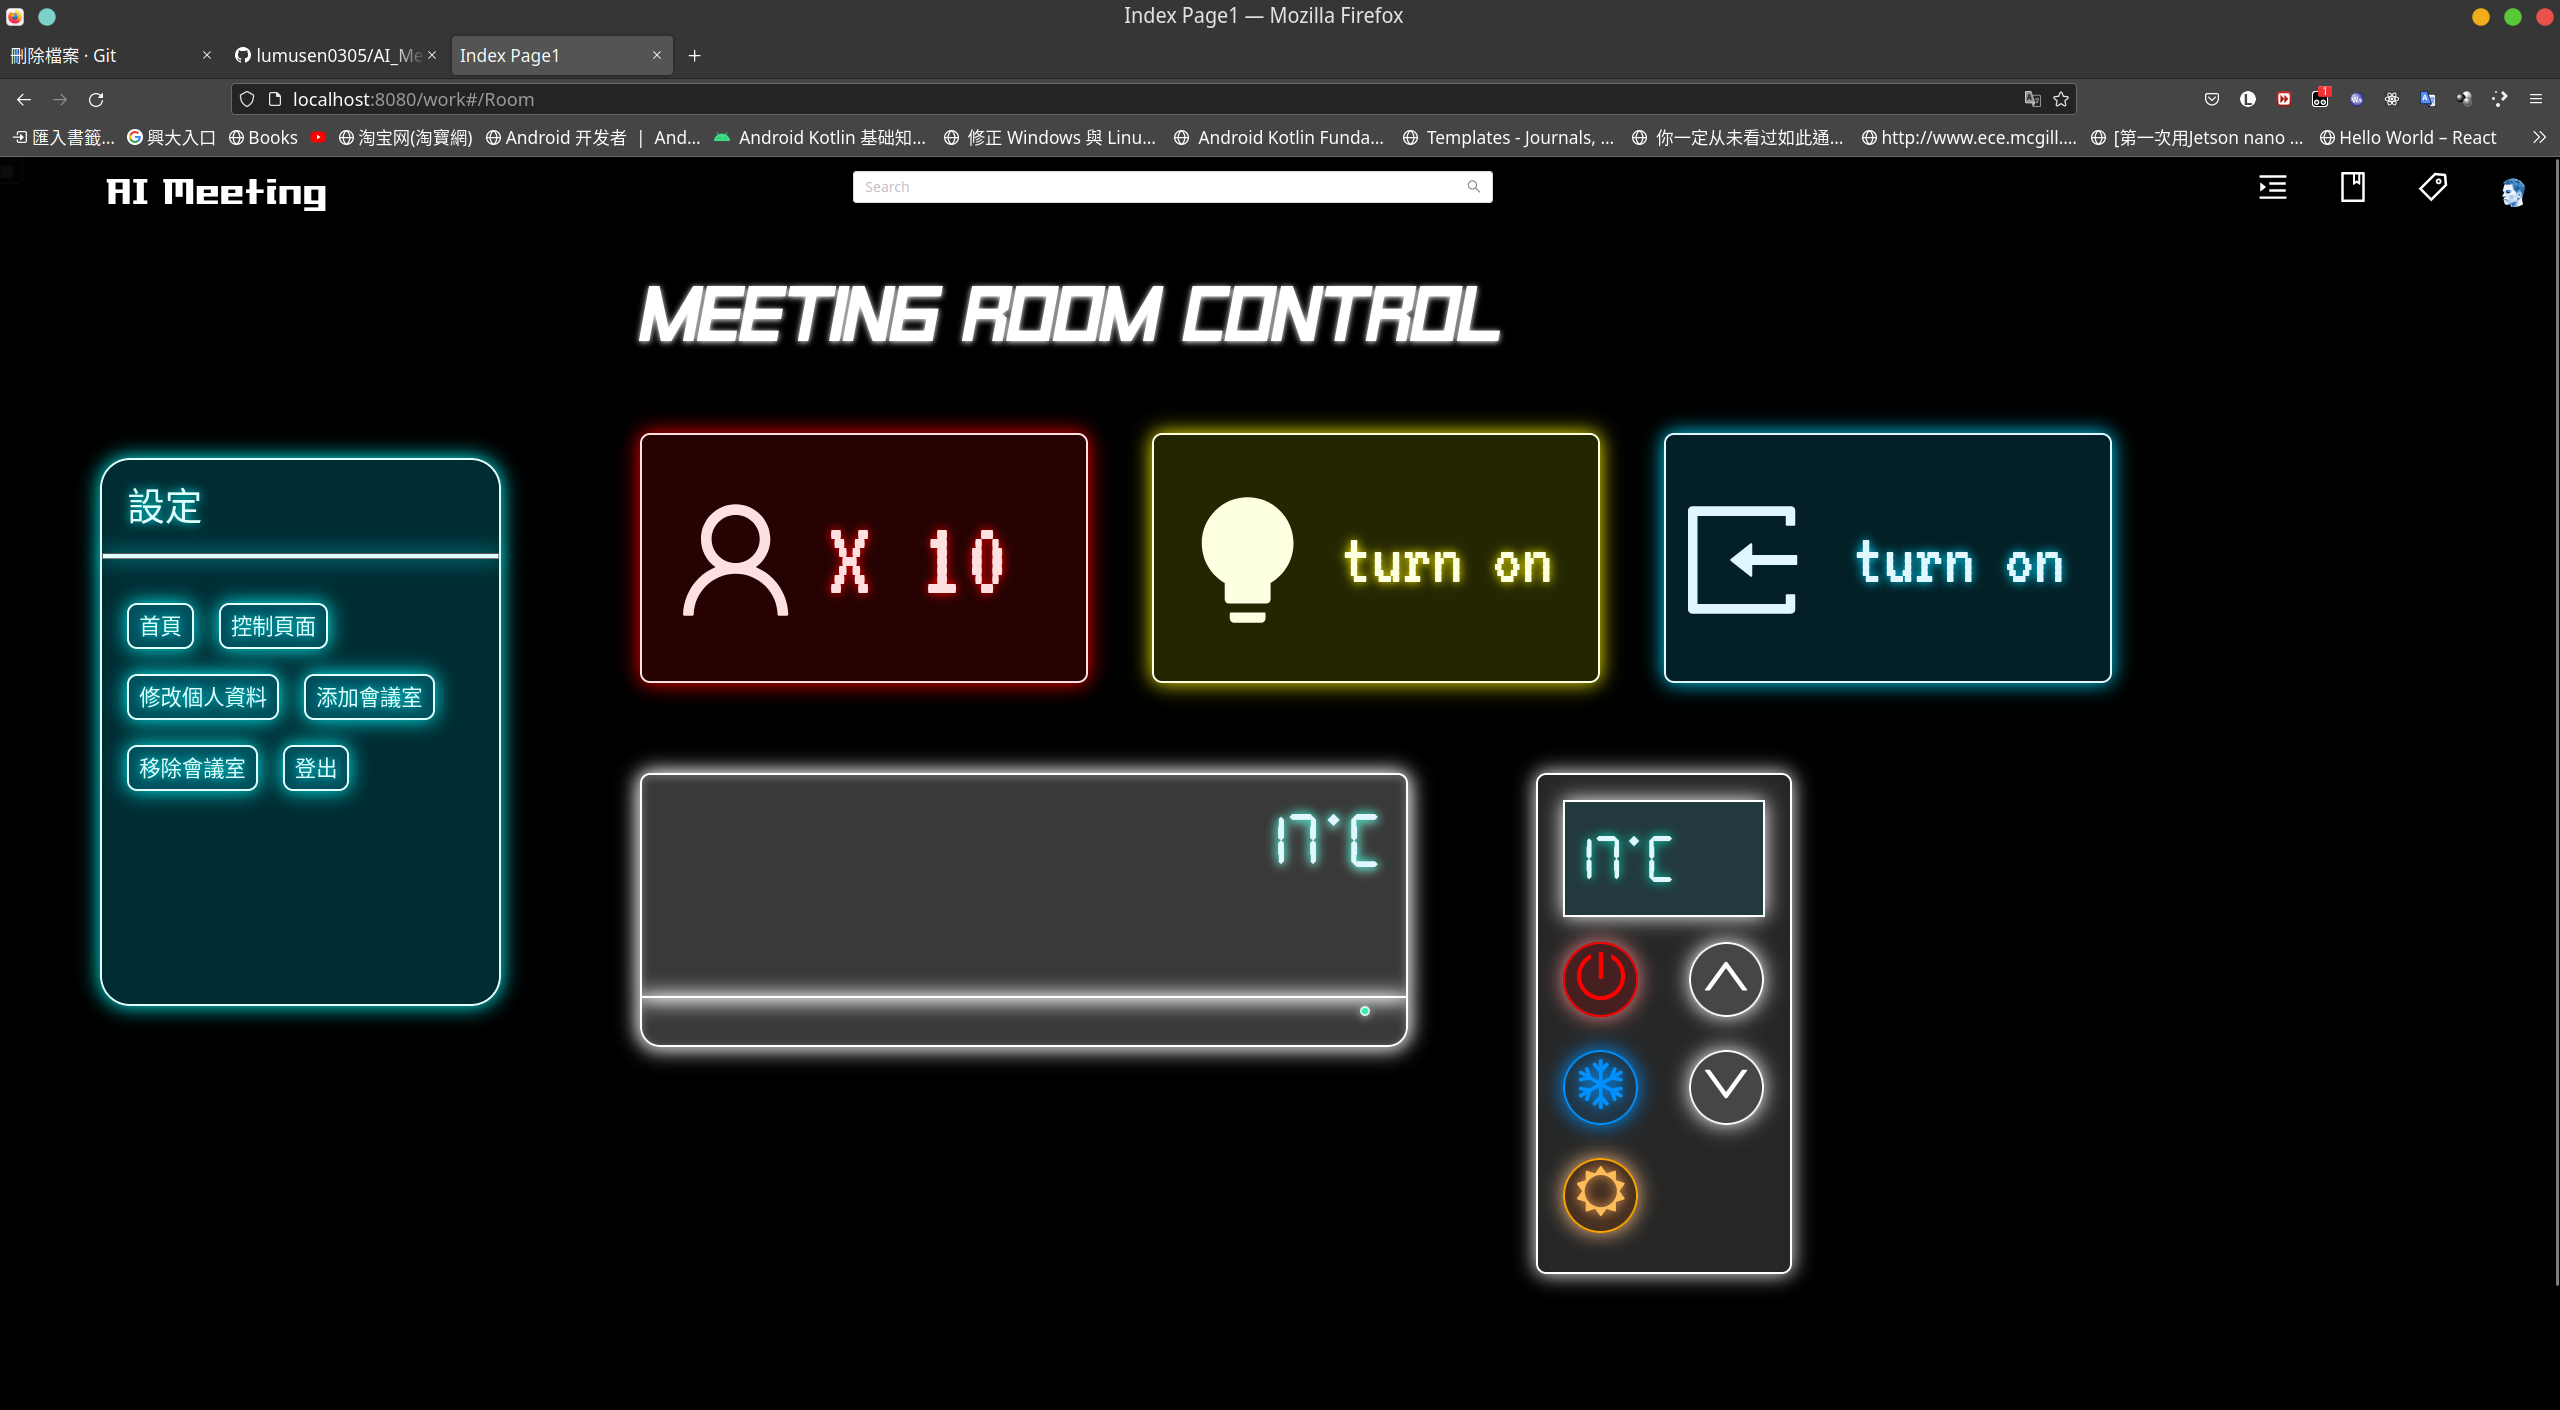 Index Page1 — Mozilla Firefox
刪除檔案 · Git
lumusen0305/AI_Me
Index Page1
localhost:8080/work#/Room
1
匯入書籤...
興大入口
Books
淘宝网(淘寶網)
Android 开发者 | And...
Android Kotlin 基础知...
修正 Windows 與 Linu...
Android Kotlin Funda...
Templates - Journals, ...
你一定从未看过如此通...
http://www.ece.mcgill....
[第一次用Jetson nano ...
Hello World – React
AI Meeting
Search
MEETING ROOM CONTROL
設定
首頁
控制頁面
修改個人資料
添加會議室
移除會議室
登出
X 10
turn on
turn on
17°C
17°C